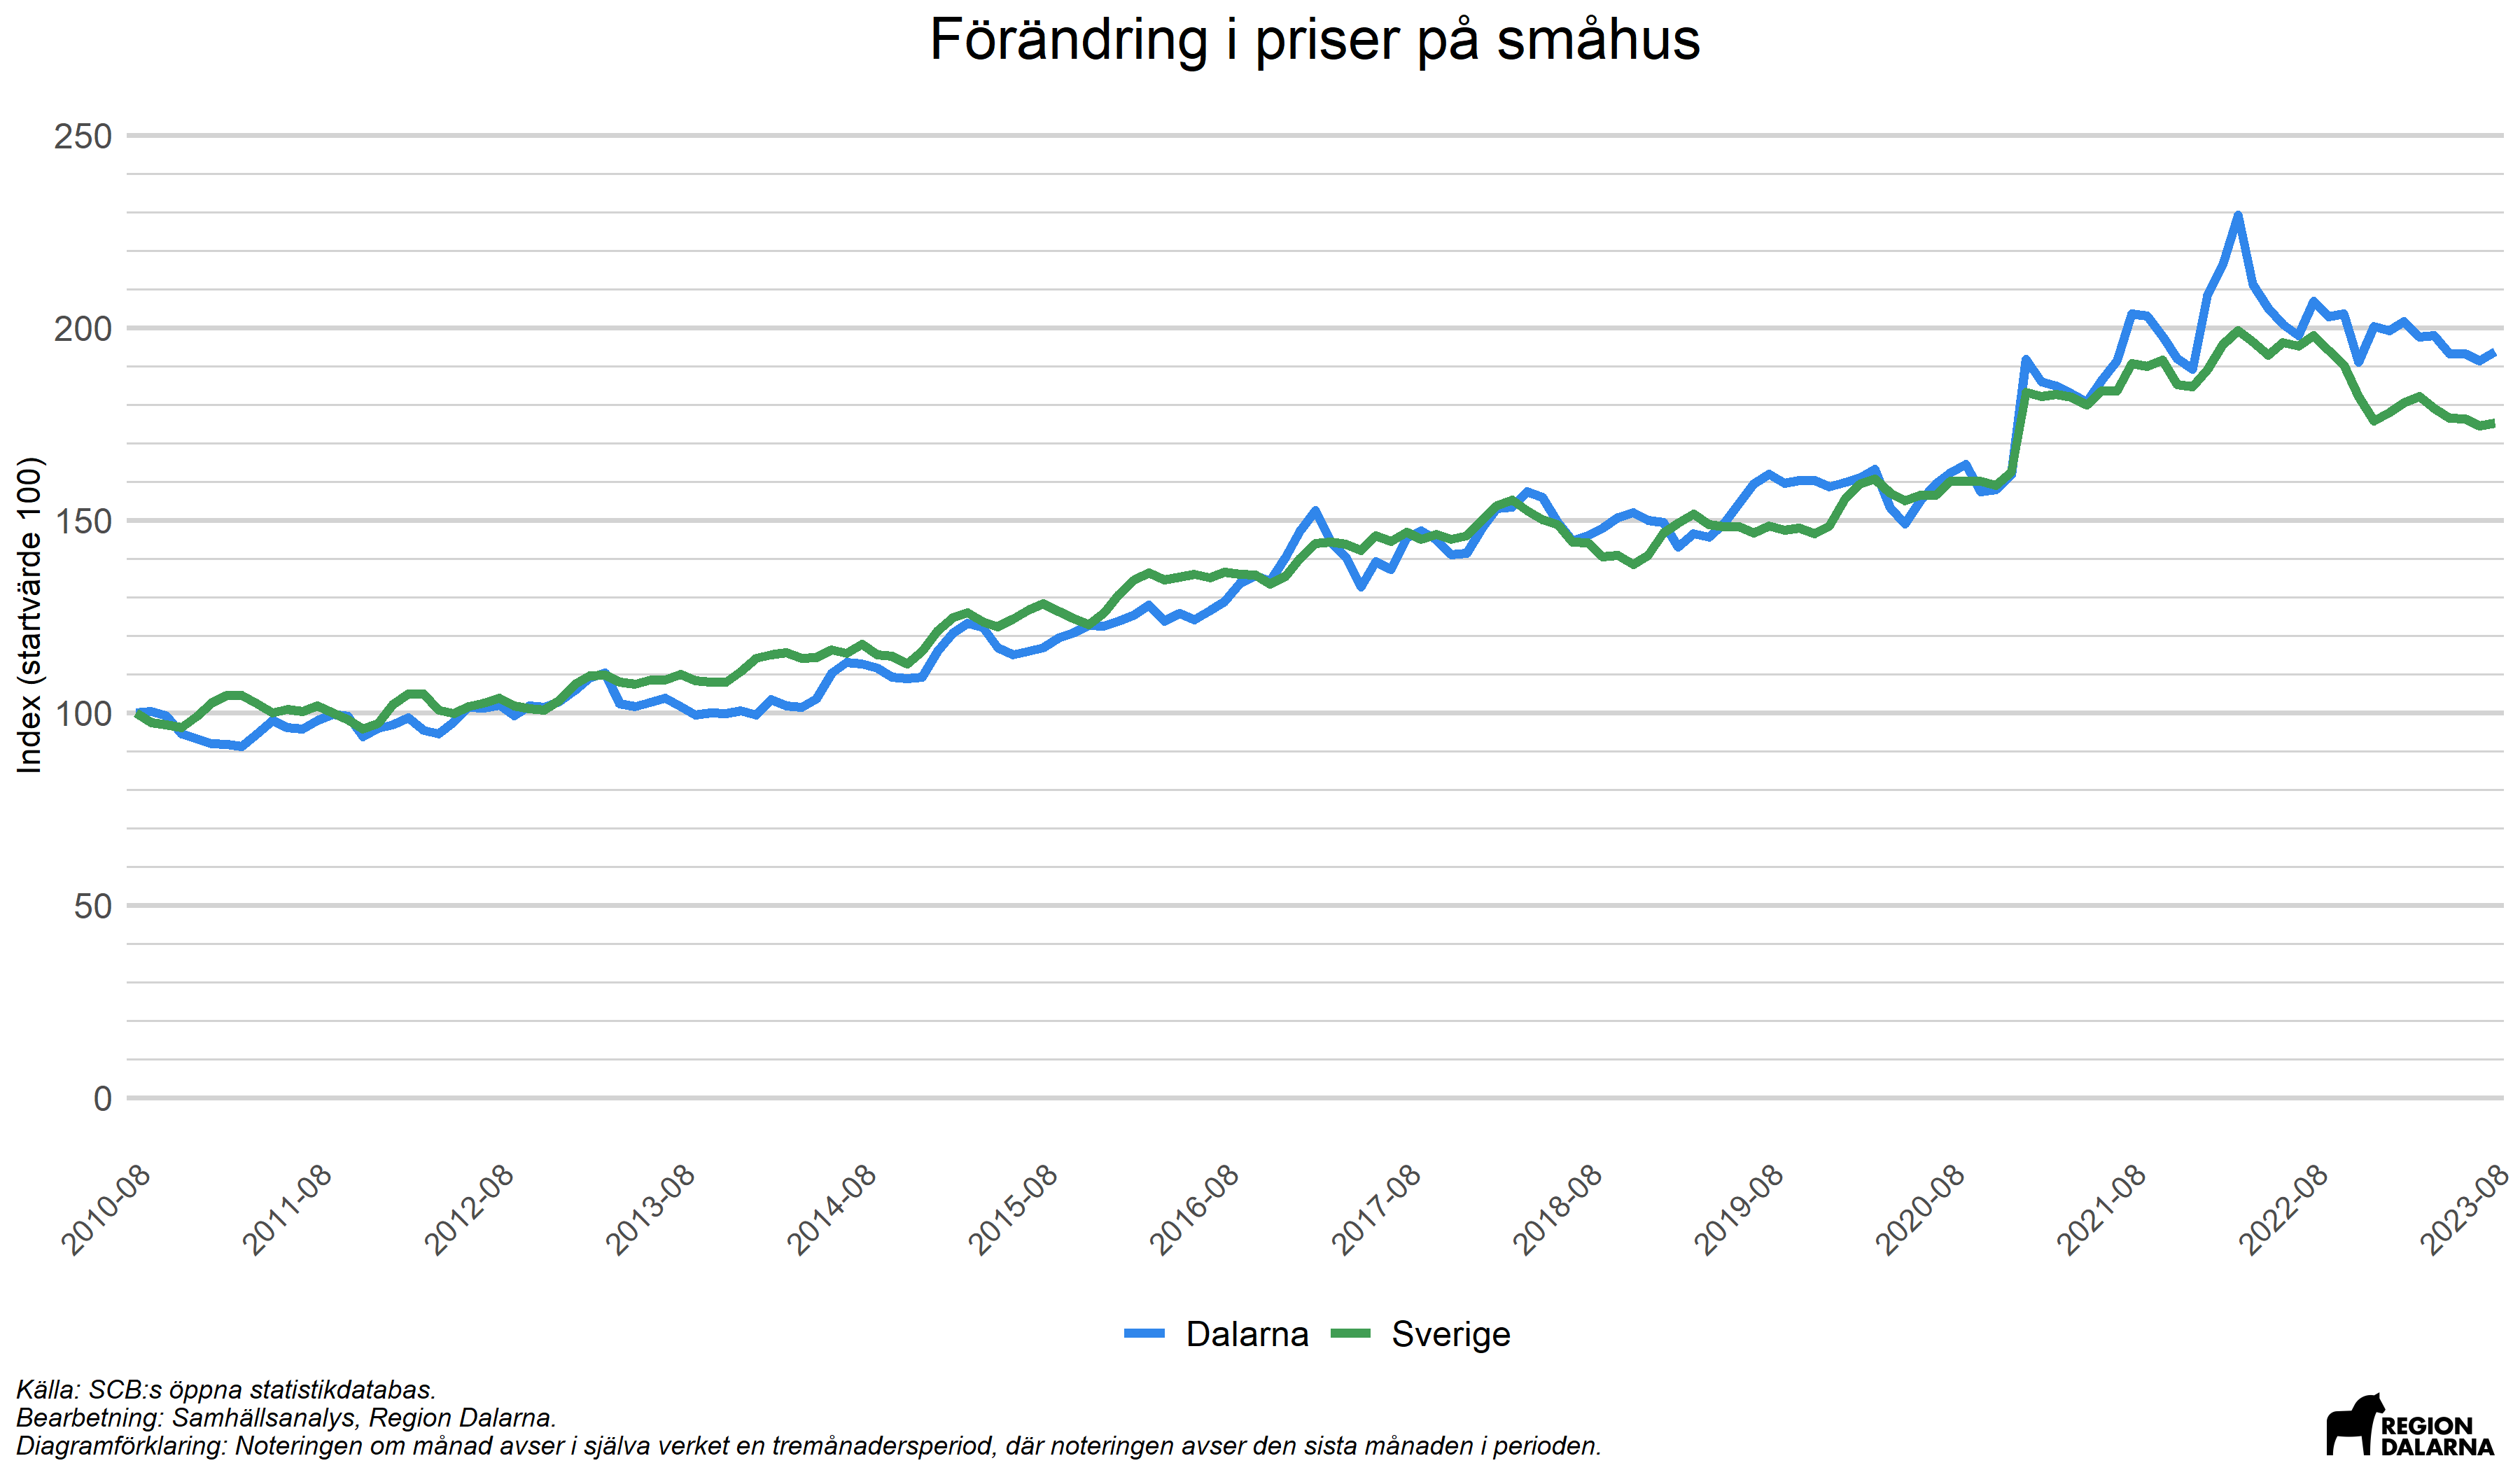 Förändring i priser på småhus
Index (startvärde 100)
250
200
150
100
50
0
2010-08
2011-08
2012-08
2013-08
2014-08
2015-08
2016-08
2017-08
2018-08
2019-08
2020-08
2021-08
2022-08
2023-08
Dalarna
Sverige
Källa: SCB:s öppna statistikdatabas.
Bearbetning: Samhällsanalys, Region Dalarna.
Diagramförklaring: Noteringen om månad avser i själva verket en tremånadersperiod, där noteringen avser den sista månaden i perioden.
REGION
DALARNA